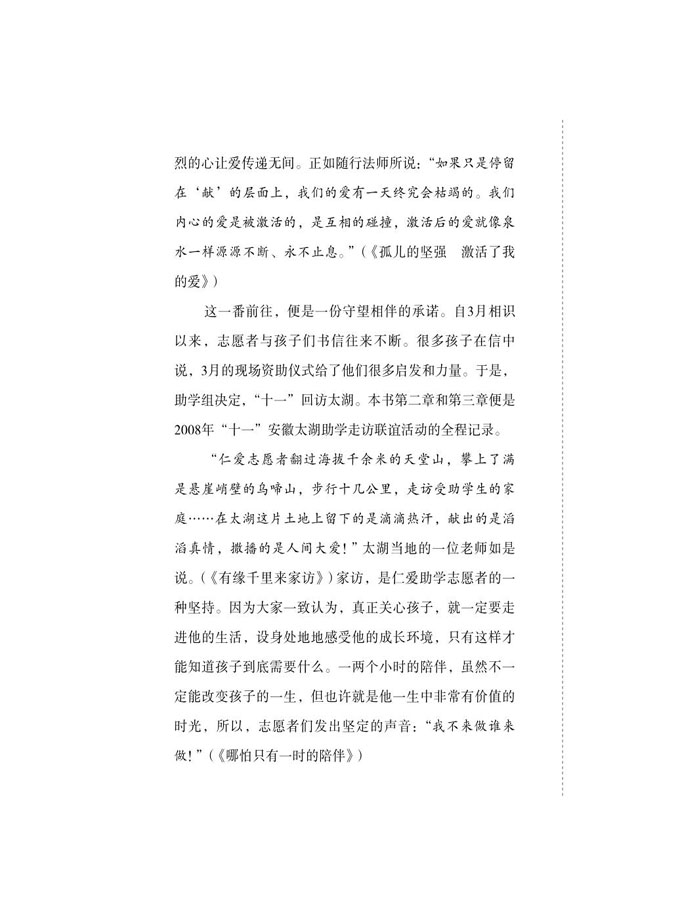 烈的心让爱传递无间。正如随行法师所说：“如果只是停留
在‘献’的层面上，我们的爱有一天终究会枯竭的。我们
内心的爱是被激活的，是互相的碰撞，激活后的爱就像泉
水一样源源不断、永不止息。”（《孤儿的坚强　激活了我
的爱》）
这一番前往，便是一份守望相伴的承诺。自3月相识
以来，志愿者与孩子们书信往来不断。很多孩子在信中
说，3月的现场资助仪式给了他们很多启发和力量。于是，
助学组决定，“十一”回访太湖。本书第二章和第三章便是
2008年“十一”安徽太湖助学走访联谊活动的全程记录。
“仁爱志愿者翻过海拔千余米的天堂山，攀上了满
是悬崖峭壁的乌啼山，步行十几公里，走访受助学生的家
庭……在太湖这片土地上留下的是滴滴热汗，献出的是滔
滔真情，撒播的是人间大爱！”太湖当地的一位老师如是
说。（《有缘千里来家访》）家访，是仁爱助学志愿者的一
种坚持。因为大家一致认为，真正关心孩子，就一定要走
进他的生活，设身处地地感受他的成长环境，只有这样才
能知道孩子到底需要什么。一两个小时的陪伴，虽然不一
定能改变孩子的一生，但也许就是他一生中非常有价值的
时光，所以，志愿者们发出坚定的声音：“我不来做谁来
做！”（《哪怕只有一时的陪伴》）